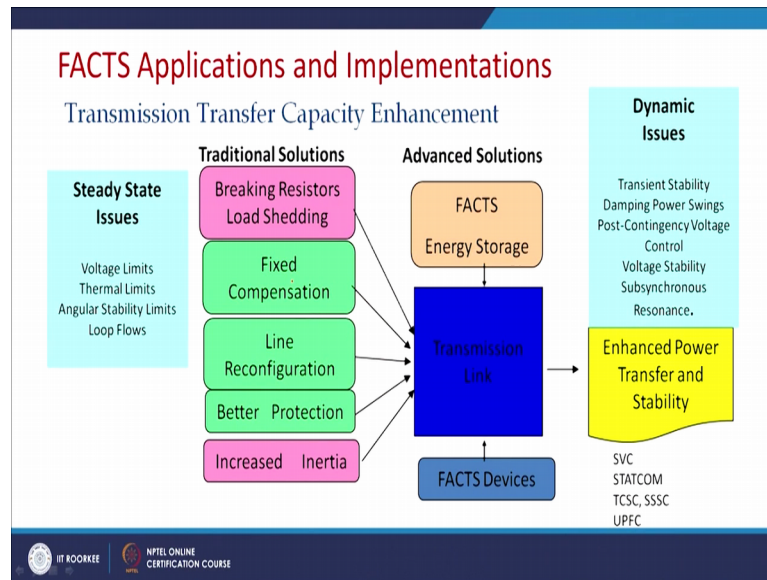 FACTS Applications and Implementations
Transmission Transfer Capacity Enhancement
Steady State
Issues
Voltage Limits
Thermal Limits
Angular Stability Limits
Loop Flows
Traditional Solutions
Breaking Resistors
Load Shedding
Fixed
Compensation
Line
Reconfiguration
Better Protection
Increased Inertia
Advanced Solutions
FACTS
Energy Storage
Transmission
Link
FACTS Devices
Dynamic
Issues
Transient Stability
Damping Power Swings
Post-Contingency Voltage
Control
Voltage Stability
Subsynchronous
Resonance.
Enhanced Power
Transfer and
Stability
SVC
STATCOM
TCSC, SSSC
UPFC
IIT ROORKEE
NPTEL ONLINE
CERTIFICATION COURSE